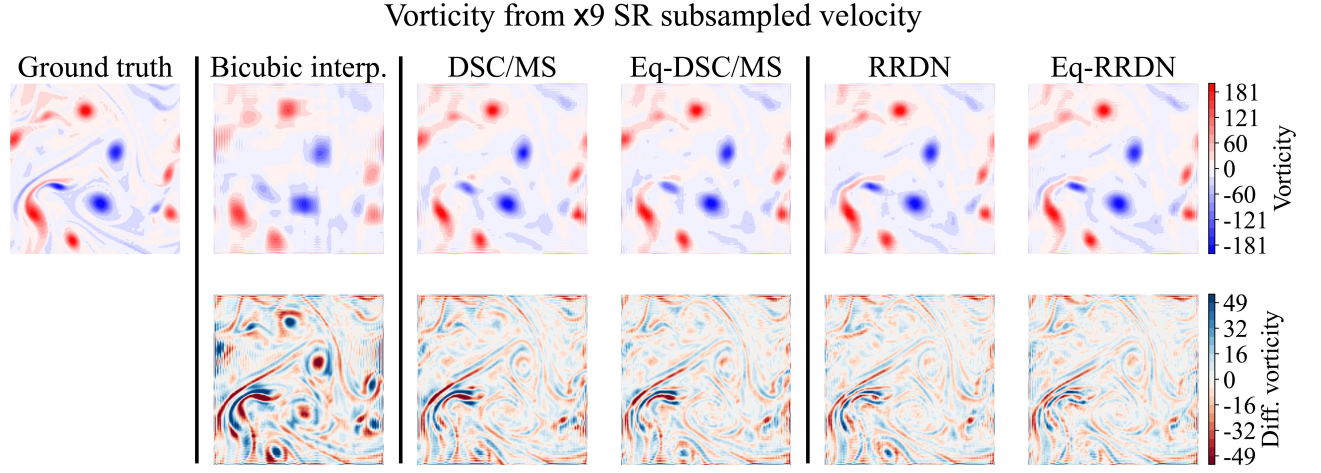 Vorticity from x9 SR subsampled velocity
Ground truth
Bicubic interp.
DSC/MS
Eq-DSC/MS
RRDN
Eq-RRDN
181
121
60
0
-60
-121
-181
Vorticity
49
32
16
0
-16
-32
-49
Diff. vorticity